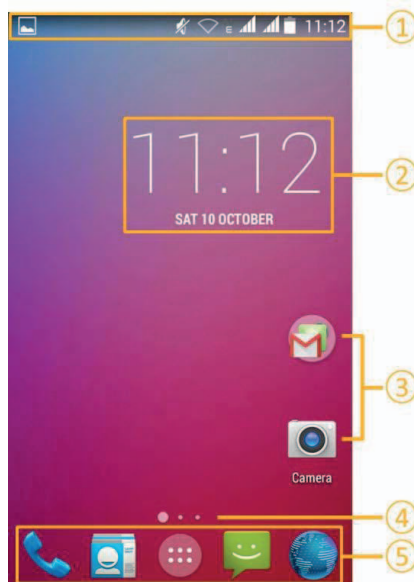 E 11:12 ①
11:12 ②
SAT 10 OCTOBER
③
Camera
④
⑤